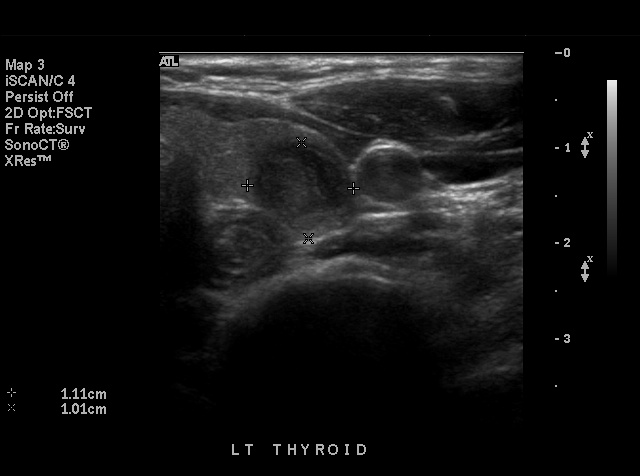 Map 3
iSCAN/C 4
Persist Off
2D Opt:FSCT
Fr Rate:Surv
SonoCT®
XRes™
ATL
0
1
x
2
x
3
1.11cm
1.01cm
LT THYROID